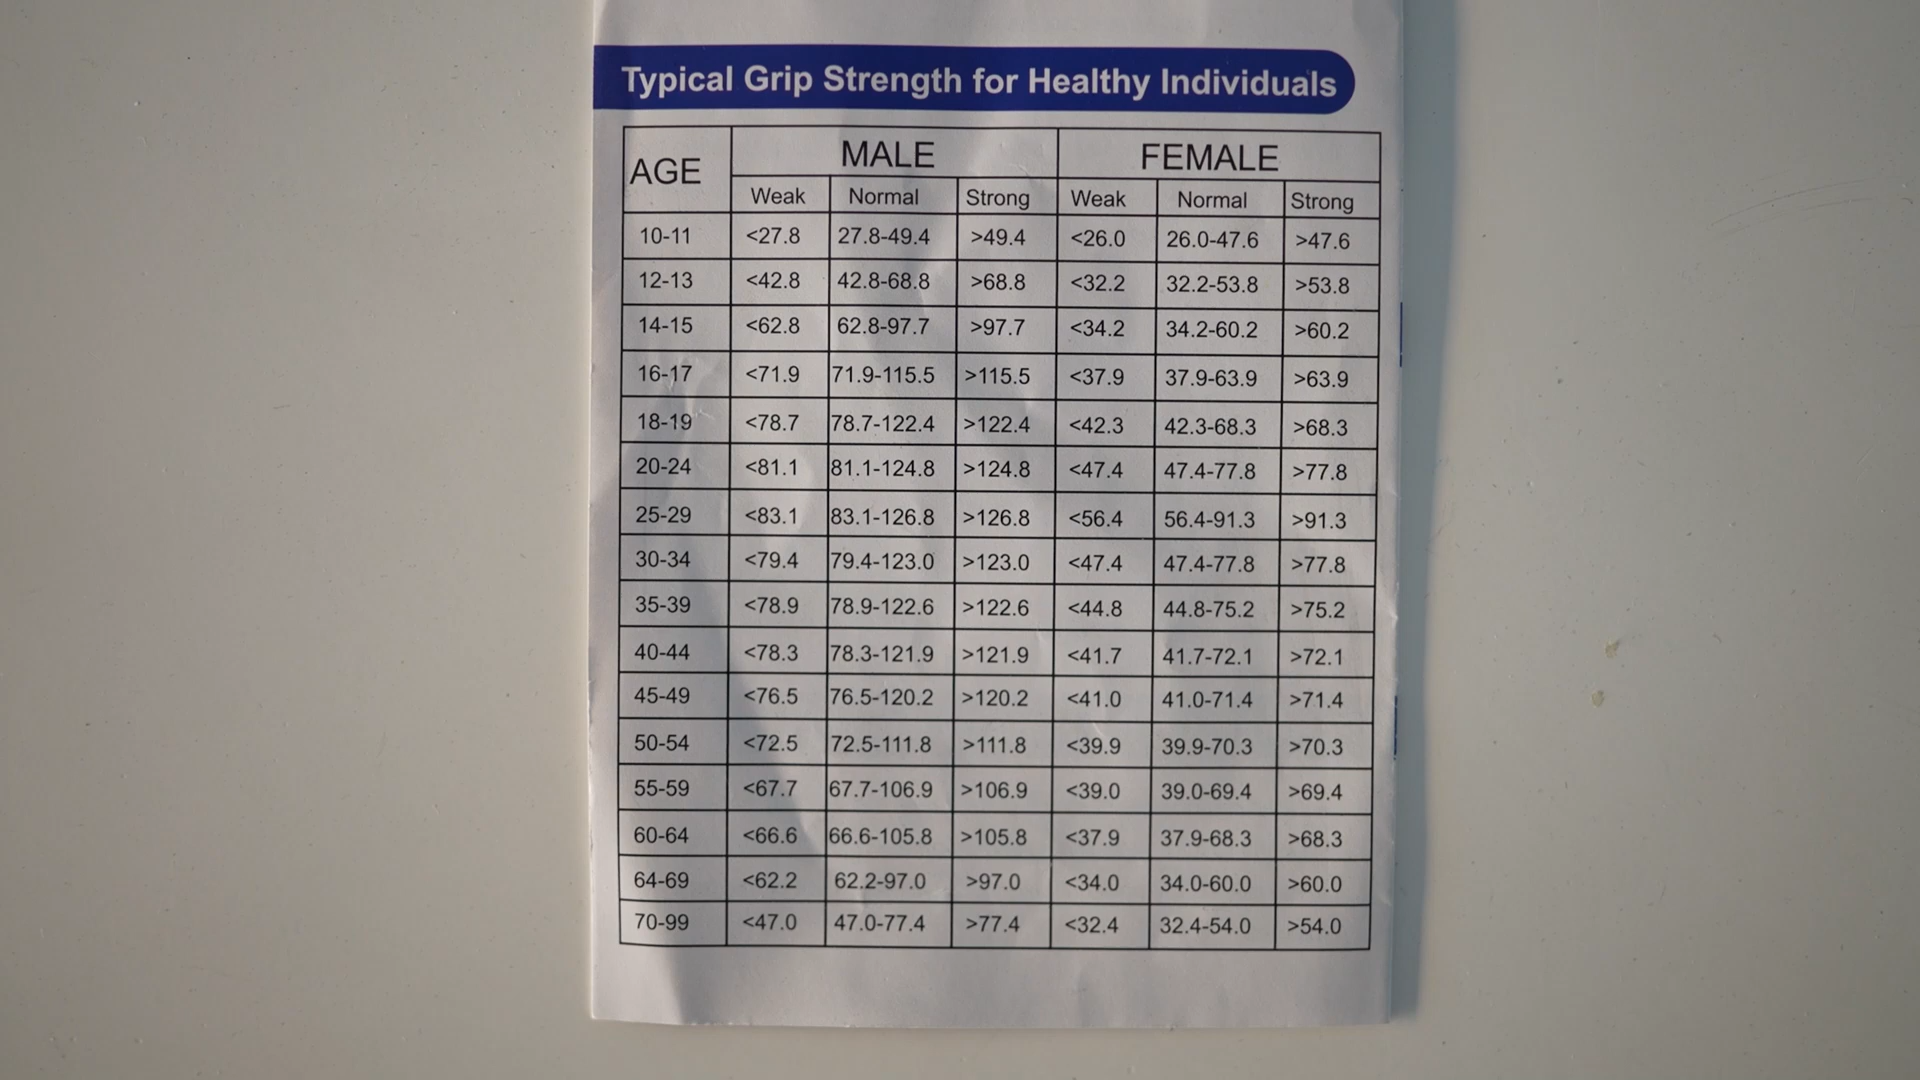 Typical Grip Strength for Healthy Individuals
AGE MALE FEMALE
Weak Normal Strong Weak Normal Strong
10-11 <27.8 27.8-49.4 >49.4 <26.0 26.0-47.6 >47.6
12-13 <42.8 42.8-68.8 >68.8 <32.2 32.2-53.8 >53.8
14-15 <62.8 62.8-97.7 >97.7 <34.2 34.2-60.2 >60.2
16-17 <71.9 71.9-115.5 >115.5 <37.9 37.9-63.9 >63.9
18-19 <78.7 78.7-122.4 >122.4 <42.3 42.3-68.3 >68.3
20-24 <81.1 81.1-124.8 >124.8 <47.4 47.4-77.8 >77.8
25-29 <83.1 83.1-126.8 >126.8 <56.4 56.4-91.3 >91.3
30-34 <79.4 79.4-123.0 >123.0 <47.4 47.4-77.8 >77.8
35-39 <78.9 78.9-122.6 >122.6 <44.8 44.8-75.2 >75.2
40-44 <78.3 78.3-121.9 >121.9 <41.7 41.7-72.1 >72.1
45-49 <76.5 76.5-120.2 >120.2 <41.0 41.0-71.4 >71.4
50-54 <72.5 72.5-111.8 >111.8 <39.9 39.9-70.3 >70.3
55-59 <67.7 67.7-106.9 >106.9 <39.0 39.0-69.4 >69.4
60-64 <66.6 66.6-105.8 >105.8 <37.9 37.9-68.3 >68.3
64-69 <62.2 62.2-97.0 >97.0 <34.0 34.0-60.0 >60.0
70-99 <47.0 47.0-77.4 >77.4 <32.4 32.4-54.0 >54.0